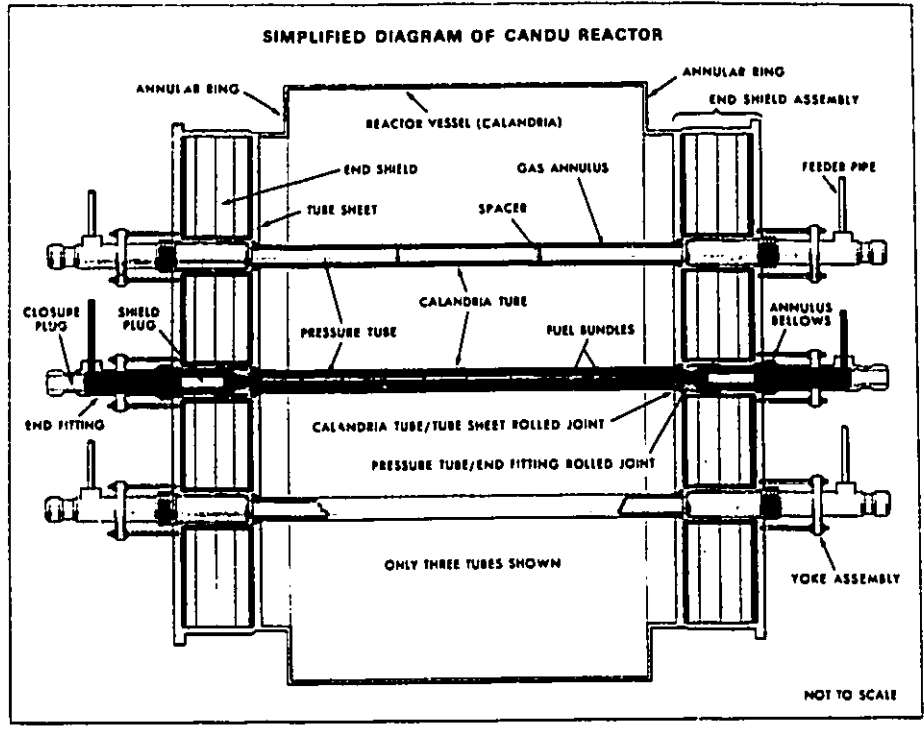 SIMPLIFIED DIAGRAM OF CANDU REACTOR
ANNULAR RING
ANNULAR RING
REACTOR VESSEL (CALANDRIA)
END SHIELD ASSEMBLY
END SHIELD
GAS ANNULUS
FEEDER PIPE
TUBE SHEET
SPACER
CALANDRIA TUBE
CLOSURE
PLUG
SHIELD
PLUG
PRESSURE TUBE
FUEL BUNDLES
ANNULUS
BELLOWS
END FITTING
CALANDRIA TUBE/TUBE SHEET ROLLED JOINT
PRESSURE TUBE/END FITTING ROLLED JOINT
ONLY THREE TUBES SHOWN
YOKE ASSEMBLY
NOT TO SCALE